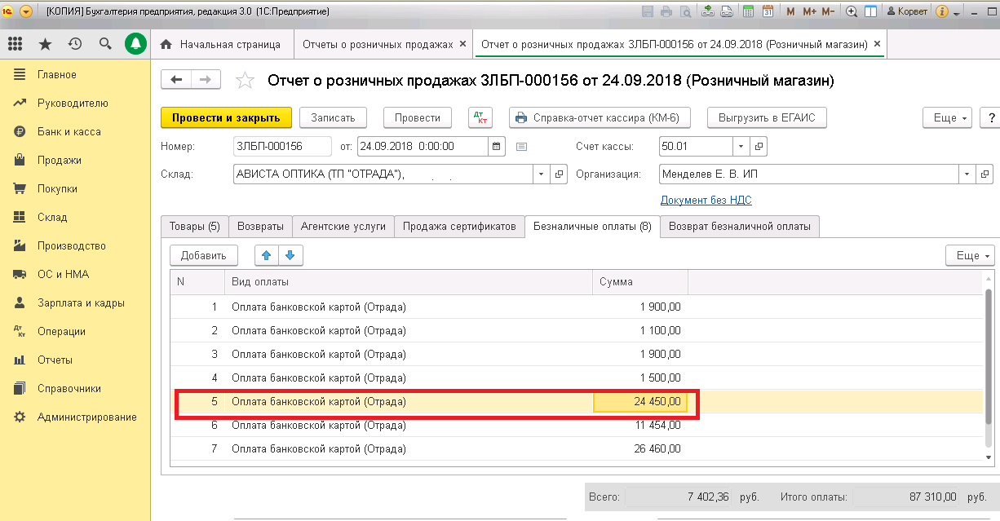 [КОПИЯ] Бухгалтерия предприятия, редакция 3.0 (1С:Предприятие)
M M+ M- Корвет
Начальная страница
Отчеты о розничных продажах ×
Отчет о розничных продажах ЗЛБП-000156 от 24.09.2018 (Розничный магазин) ×
Главное
Руководителю
Банк и касса
Продажи
Покупки
Склад
Производство
ОС и НМА
Зарплата и кадры
Операции
Отчеты
Справочники
Администрирование
Отчет о розничных продажах ЗЛБП-000156 от 24.09.2018 (Розничный магазин)
Провести и закрыть
Записать
Провести
Дт Кт
Справка-отчет кассира (КМ-6)
Выгрузить в ЕГАИС
Еще
?
Номер: ЗЛБП-000156 от: 24.09.2018 0:00:00 Счет кассы: 50.01
Склад: АВИСТА ОПТИКА (ТП "ОТРАДА"), Организация: Менделев Е. В. ИП
Документ без НДС
Товары (5)
Возвраты
Агентские услуги
Продажа сертификатов
Безналичные оплаты (8)
Возврат безналичной оплаты
Добавить
Еще
N Вид оплаты Сумма
1 Оплата банковской картой (Отрада) 1 900,00
2 Оплата банковской картой (Отрада) 1 100,00
3 Оплата банковской картой (Отрада) 1 900,00
4 Оплата банковской картой (Отрада) 1 500,00
5 Оплата банковской картой (Отрада) 24 450,00
6 Оплата банковской картой (Отрада) 11 454,00
7 Оплата банковской картой (Отрада) 26 460,00
Всего: 7 402,36 руб. Итого оплаты: 87 310,00 руб.